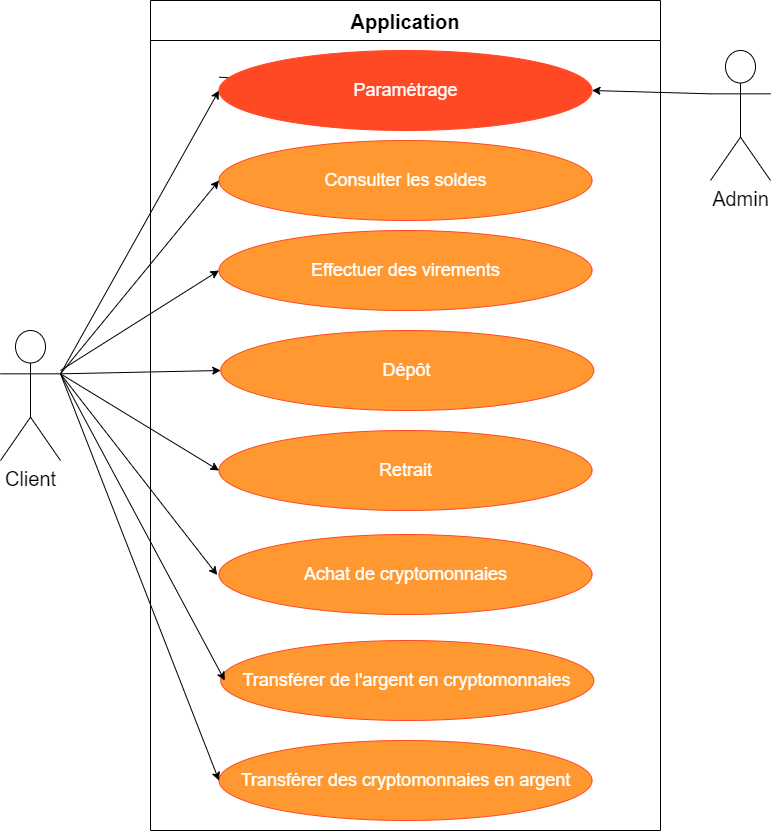 Application
Paramétrage
Admin
Consulter les soldes
Effectuer des virements
Dépôt
Retrait
Client
Achat de cryptomonnaies
Transférer de l'argent en cryptomonnaies
Transférer des cryptomonnaies en argent